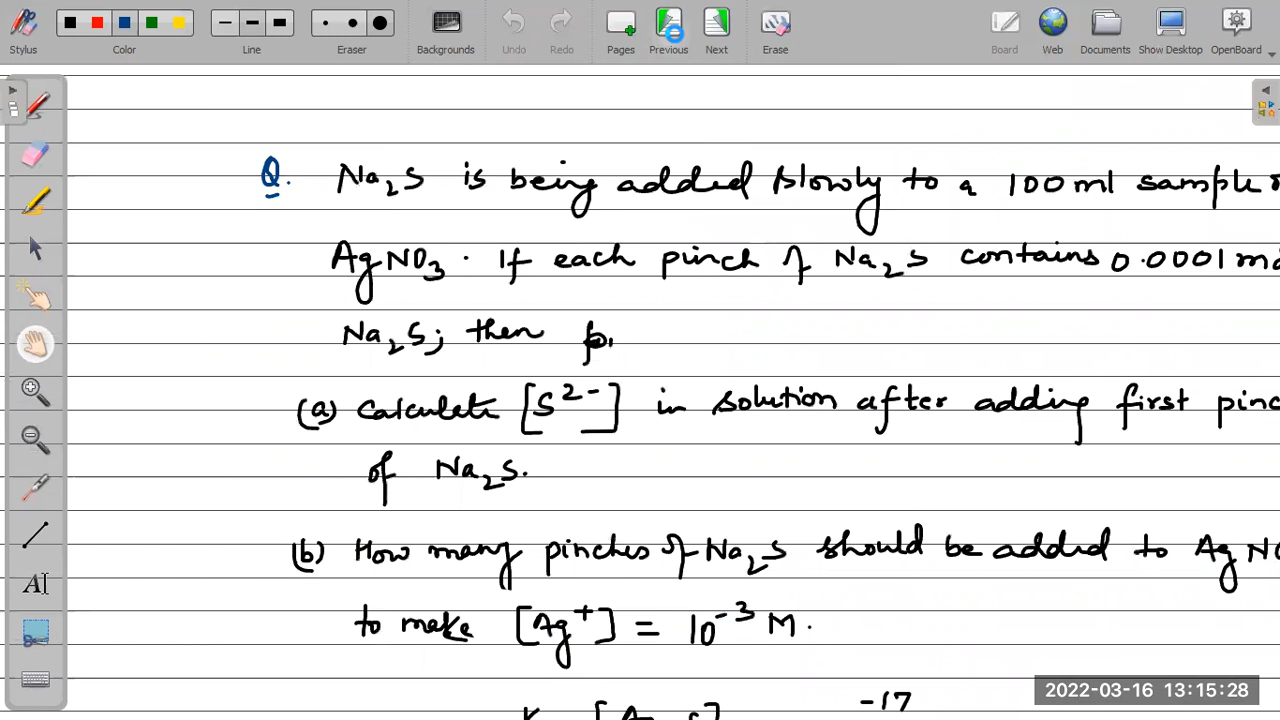 Stylus Color Line Eraser Backgrounds Undo Redo Pages Previous Next Erase Board Web Documents Show Desktop OpenBoard
Q. Na2S is being added slowly to a 100 ml sample
AgNO3. If each pinch of Na2S contains 0.0001
Na2S; then
(a) Calculate [S2-] in solution after adding first
of Na2S.
(b) How many pinches of Na2S should be added to Ag
to make [Ag+] = 10-3 M.
-17
2022-03-16 13:15:28